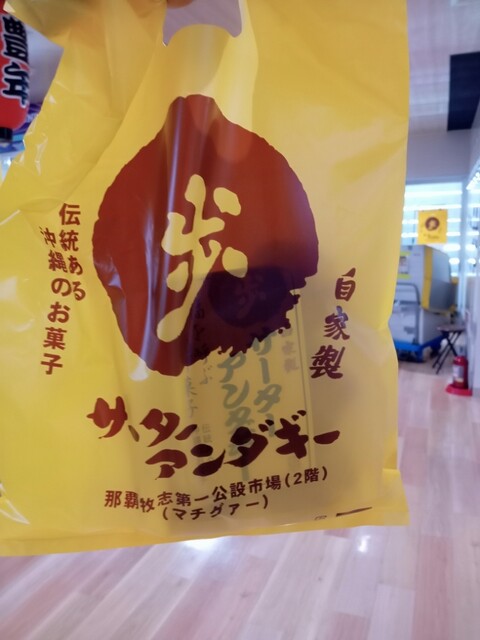 歩
伝統ある
沖縄のお菓子
自家製
サーター
アンダギー
那覇牧志第一公設市場(2階)
(マチグァー)